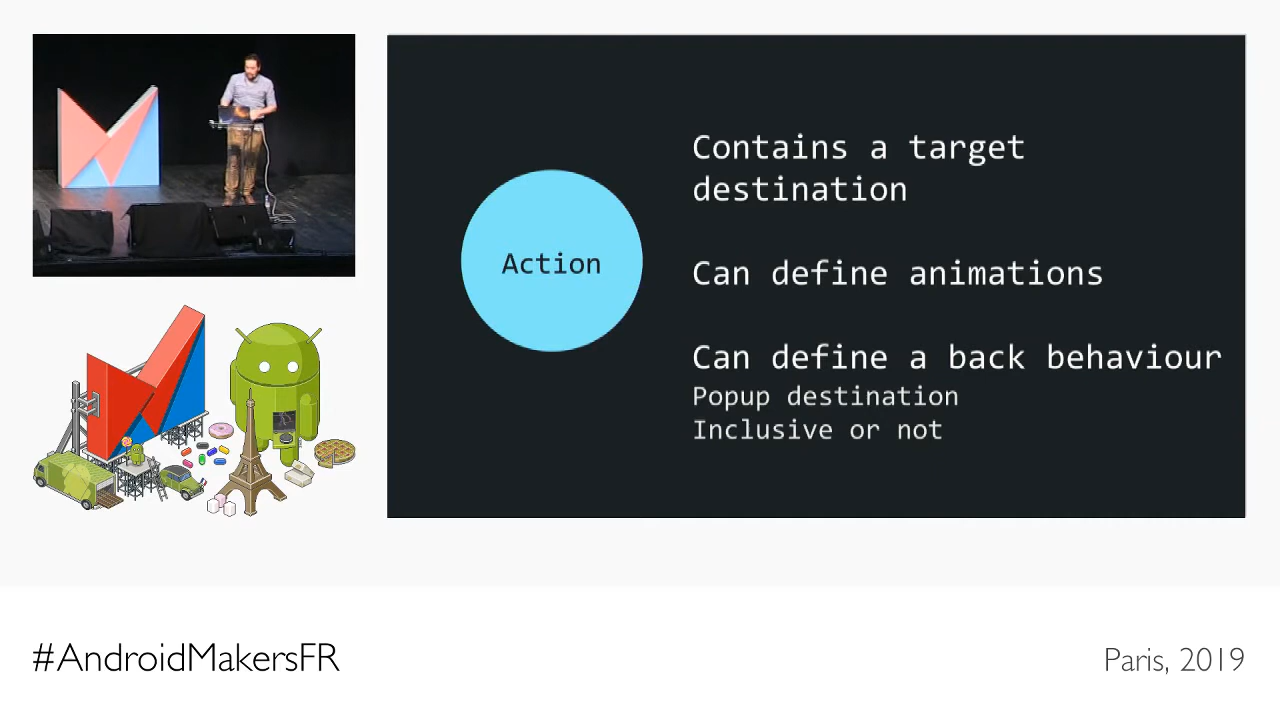 Action
Contains a target
destination
Can define animations
Can define a back behaviour
Popup destination
Inclusive or not
#AndroidMakersFR
Paris, 2019